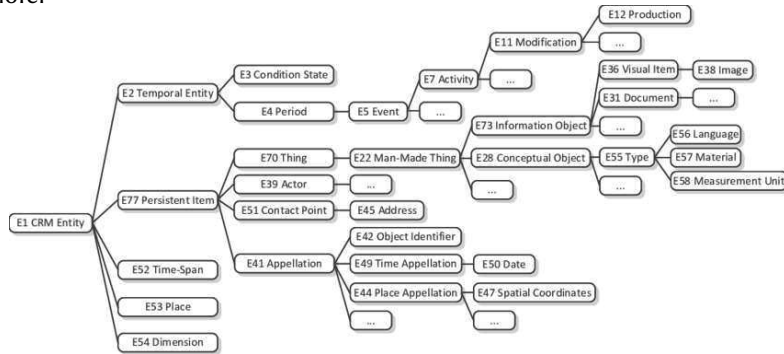 E12 Production
E11 Modification
...
E3 Condition State
E7 Activity
E36 Visual Item
E38 Image
E2 Temporal Entity
...
E31 Document
...
E4 Period
E5 Event
...
E73 Information Object
...
E56 Language
E70 Thing
E22 Man-Made Thing
E28 Conceptual Object
E55 Type
E57 Material
E39 Actor
...
...
...
E58 Measurement Unit
E77 Persistent Item
E51 Contact Point
E45 Address
E1 CRM Entity
E42 Object Identifier
E52 Time-Span
E41 Appellation
E49 Time Appellation
E50 Date
E53 Place
E44 Place Appellation
E47 Spatial Coordinates
E54 Dimension
...
...